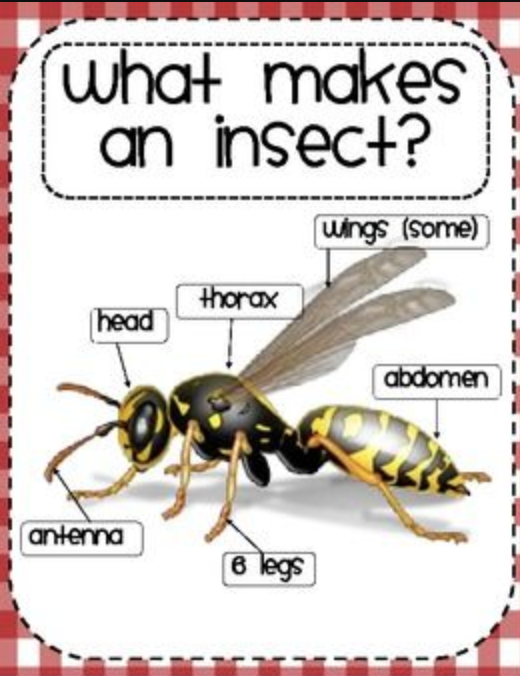 what makes
an insect?
wings (some)
thorax
head
abdomen
antenna
6 legs